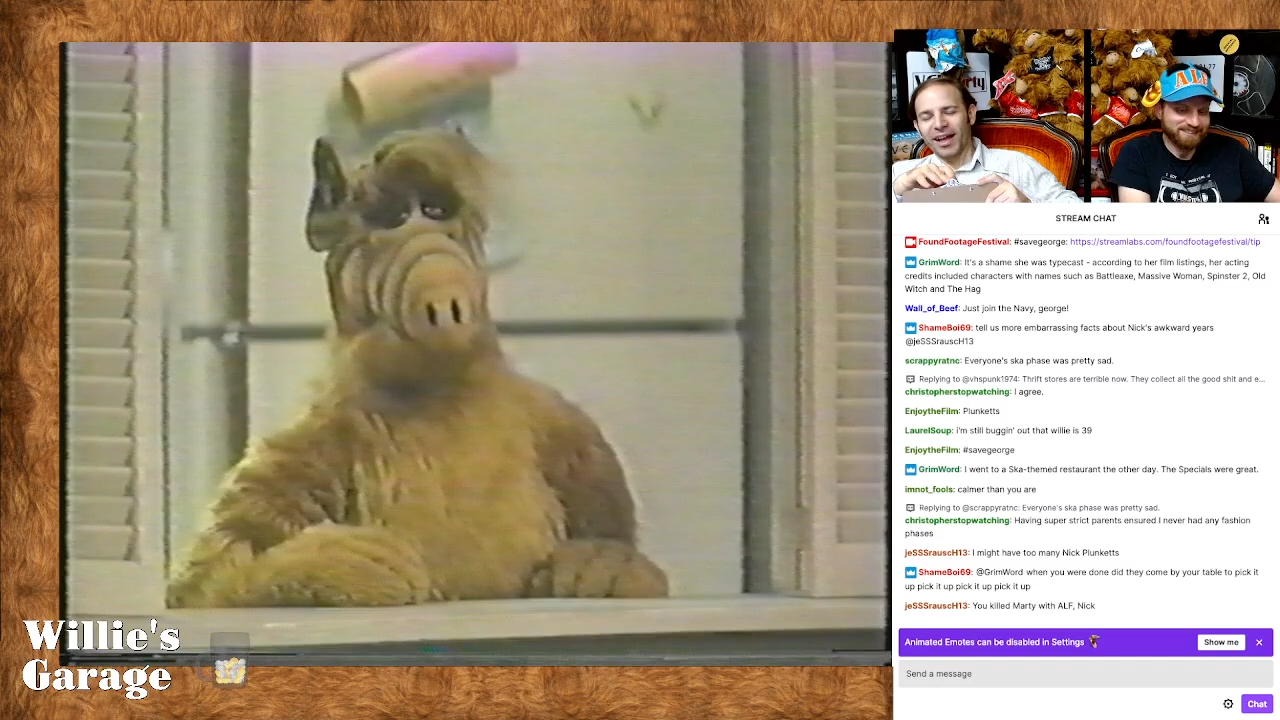 ALF
STREAM CHAT
FoundFootageFestival: #savegeorge: https://streamlabs.com/foundfootagefestival/tip
GrimWord: It's a shame she was typecast - according to her film listings, her acting
credits included characters with names such as Battleaxe, Massive Woman, Spinster 2, Old
Witch and The Hag
Wall_of_Beef: Just join the Navy, george!
ShameBoi69: tell us more embarrassing facts about Nick's awkward years
@jeSSSrauscH13
scrappyratnc: Everyone's ska phase was pretty sad.
Replying to @vhspunk1974: Thrift stores are terrible now. They collect all the good shit and e...
christopherstopwatching: I agree.
EnjoytheFilm: Plunketts
LaurelSoup: i'm still buggin' out that willie is 39
EnjoytheFilm: #savegeorge
GrimWord: I went to a Ska-themed restaurant the other day. The Specials were great.
imnot_fools: calmer than you are
Replying to @scrappyratnc: Everyone's ska phase was pretty sad.
christopherstopwatching: Having super strict parents ensured I never had any fashion
phases
jeSSSrauscH13: I might have too many Nick Plunketts
ShameBoi69: @GrimWord when you were done did they come by your table to pick it
up pick it up pick it up pick it up
jeSSSrauscH13: You killed Marty with ALF, Nick
Animated Emotes can be disabled in Settings
Show me
Send a message
Chat
Willie's
Garage